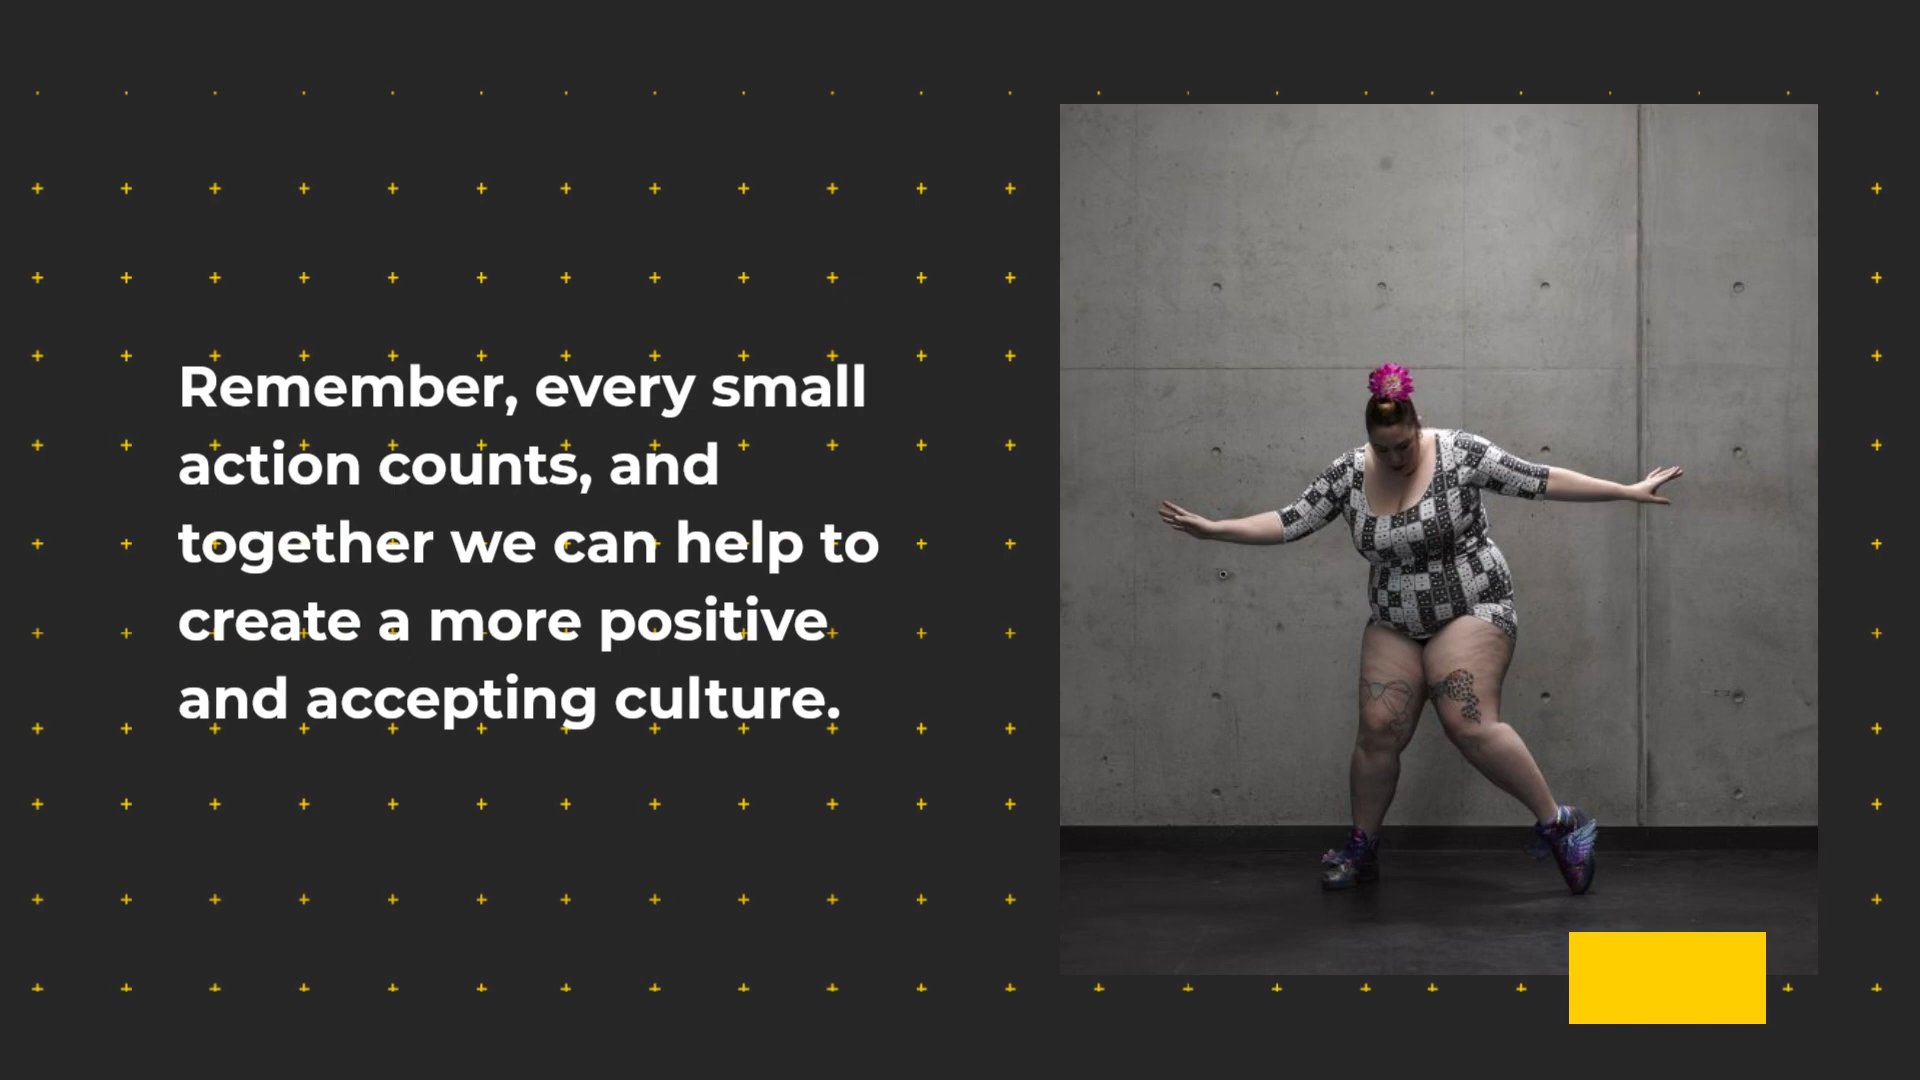 Remember, every small
action counts, and
together we can help to
create a more positive
and accepting culture.